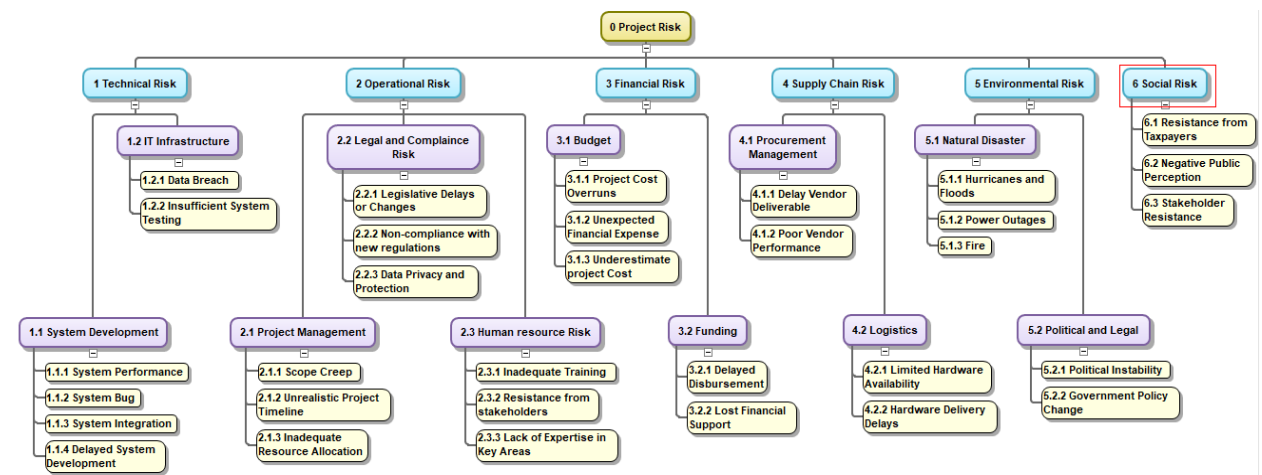 0 Project Risk
1 Technical Risk
2 Operational Risk
3 Financial Risk
4 Supply Chain Risk
5 Environmental Risk
6 Social Risk
1.2 IT Infrastructure
1.2.1 Data Breach
1.2.2 Insufficient System
Testing
2.2 Legal and Complaince
Risk
2.2.1 Legislative Delays
or Changes
2.2.2 Non-compliance with
new regulations
2.2.3 Data Privacy and
Protection
3.1 Budget
3.1.1 Project Cost
Overruns
3.1.2 Unexpected
Financial Expense
3.1.3 Underestimate
project Cost
4.1 Procurement
Management
4.1.1 Delay Vendor
Deliverable
4.1.2 Poor Vendor
Performance
5.1 Natural Disaster
5.1.1 Hurricanes and
Floods
5.1.2 Power Outages
5.1.3 Fire
6.1 Resistance from
Taxpayers
6.2 Negative Public
Perception
6.3 Stakeholder
Resistance
1.1 System Development
1.1.1 System Performance
1.1.2 System Bug
1.1.3 System Integration
1.1.4 Delayed System
Development
2.1 Project Management
2.1.1 Scope Creep
2.1.2 Unrealistic Project
Timeline
2.1.3 Inadequate
Resource Allocation
2.3 Human resource Risk
2.3.1 Inadequate Training
2.3.2 Resistance from
stakeholders
2.3.3 Lack of Expertise in
Key Areas
3.2 Funding
3.2.1 Delayed
Disbursement
3.2.2 Lost Financial
Support
4.2 Logistics
4.2.1 Limited Hardware
Availability
4.2.2 Hardware Delivery
Delays
5.2 Political and Legal
5.2.1 Political Instability
5.2.2 Government Policy
Change